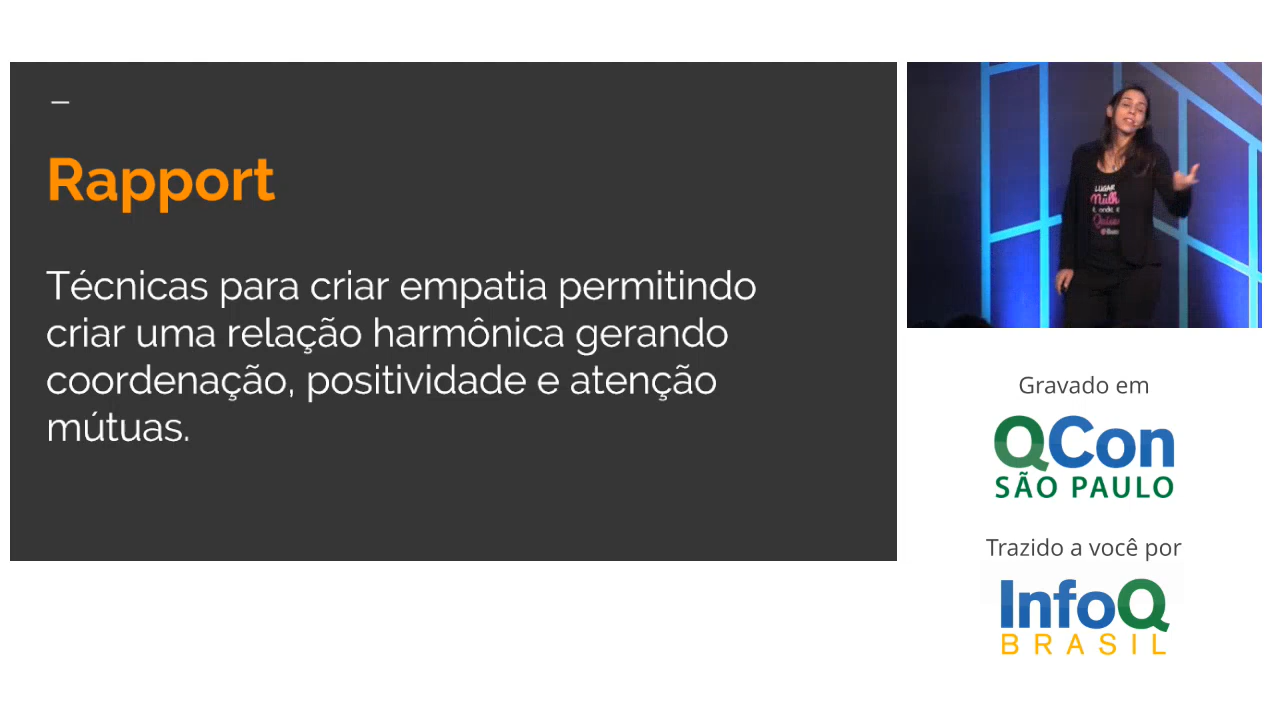 Rapport
Técnicas para criar empatia permitindo
criar uma relação harmônica gerando
coordenação, positividade e atenção
mútuas.
LUGAR
Gravado em
QCon
SÃO PAULO
Trazido a você por
InfoQ
BRASIL